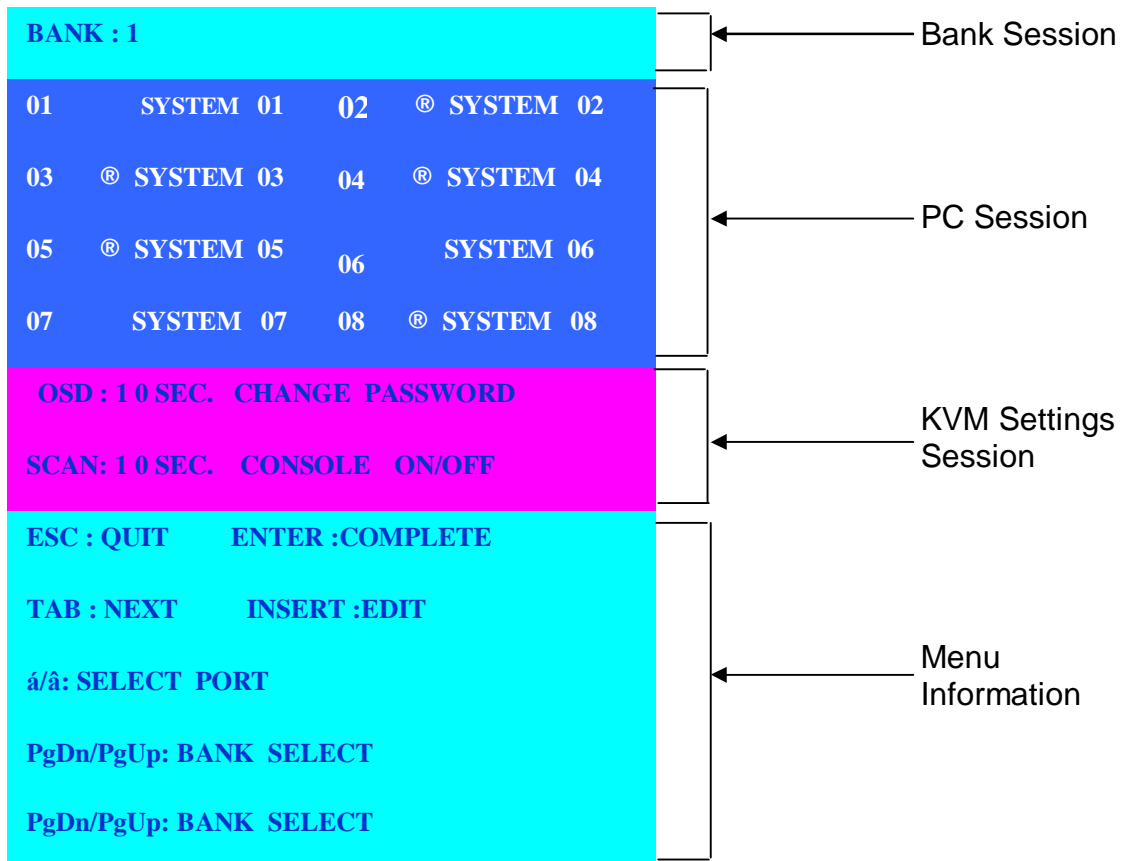 BANK : 1
Bank Session
01 SYSTEM 01 02 ® SYSTEM 02
03 ® SYSTEM 03 04 ® SYSTEM 04
PC Session
05 ® SYSTEM 05 06 SYSTEM 06
07 SYSTEM 07 08 ® SYSTEM 08
OSD : 1 0 SEC. CHANGE PASSWORD
SCAN: 1 0 SEC. CONSOLE ON/OFF
KVM Settings
Session
ESC : QUIT ENTER :COMPLETE
TAB : NEXT INSERT :EDIT
á/â: SELECT PORT
PgDn/PgUp: BANK SELECT
PgDn/PgUp: BANK SELECT
Menu
Information